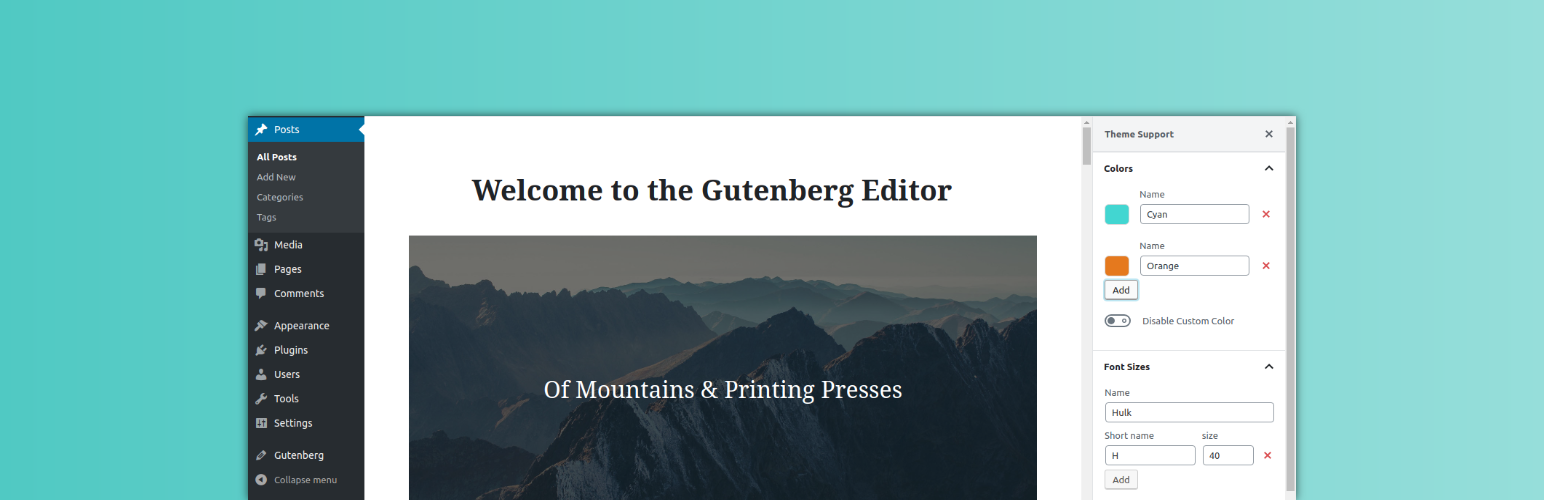 Posts
All Posts
Add New
Categories
Tags
Media
Pages
Comments
Appearance
Plugins
Users
Tools
Settings
Gutenberg
Collapse menu
Welcome to the Gutenberg Editor
Of Mountains & Printing Presses
Theme Support
Colors
Name
Cyan
Name
Orange
Add
Disable Custom Color
Font Sizes
Name
Hulk
Short name size
H 40
Add